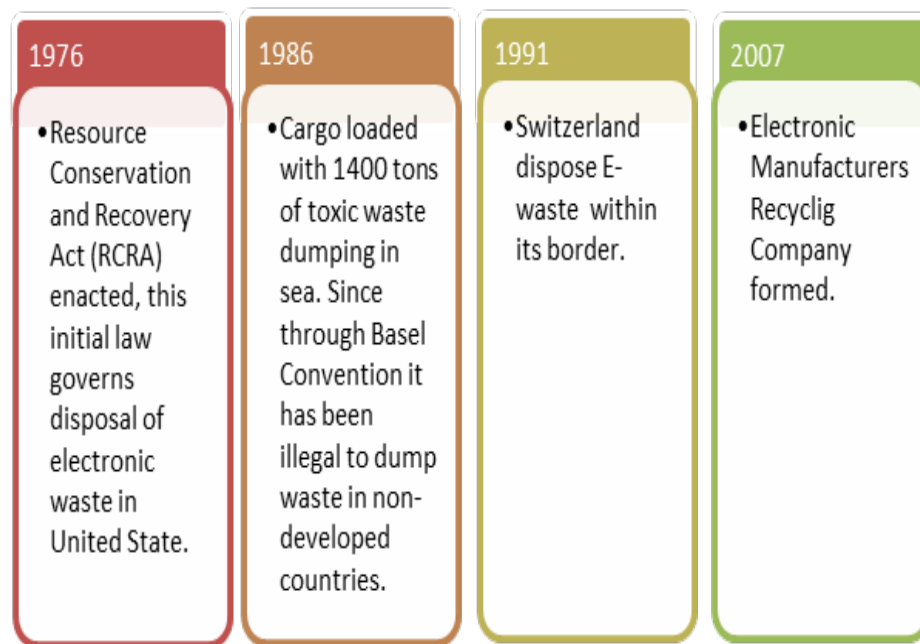 1976
•Resource
Conservation
and Recovery
Act (RCRA)
enacted, this
initial law
governs
disposal of
electronic
waste in
United State.
1986
•Cargo loaded
with 1400 tons
of toxic waste
dumping in
sea. Since
through Basel
Convention it
has been
illegal to dump
waste in non-
developed
countries.
1991
•Switzerland
dispose E-
waste within
its border.
2007
•Electronic
Manufacturers
Recyclig
Company
formed.